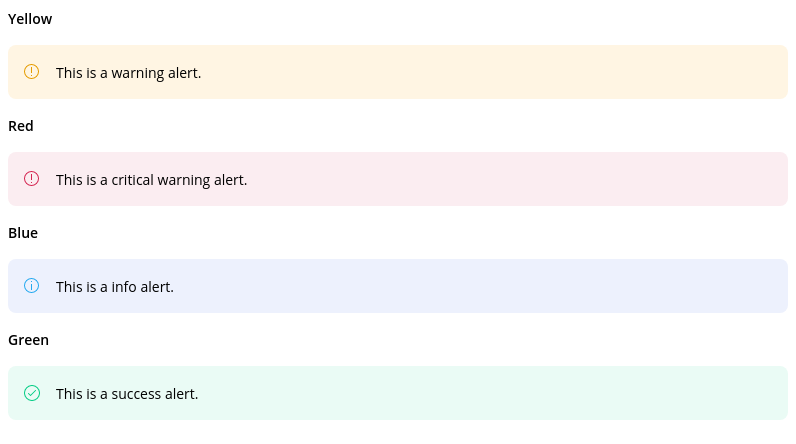 Yellow
This is a warning alert.
Red
This is a critical warning alert.
Blue
This is a info alert.
Green
This is a success alert.